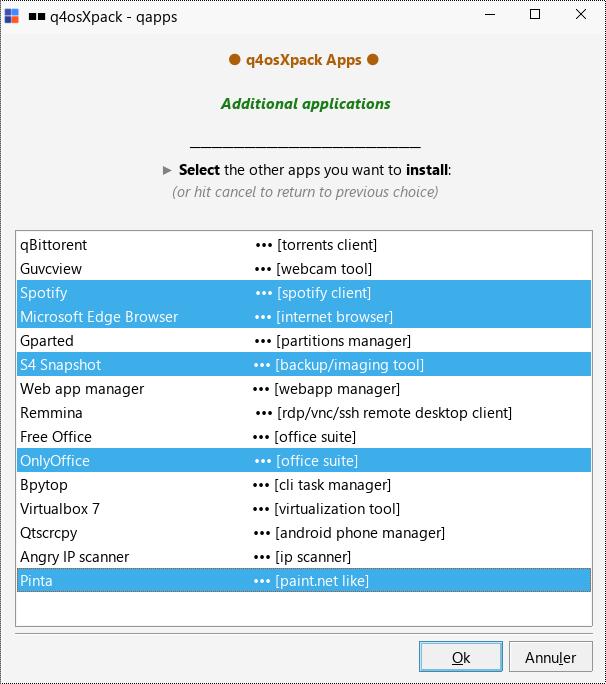 ■■ q4osXpack - qapps
● q4osXpack Apps ●
Additional applications
► Select the other apps you want to install:
(or hit cancel to return to previous choice)
qBittorent ••• [torrents client]
Guvcview ••• [webcam tool]
Spotify ••• [spotify client]
Microsoft Edge Browser ••• [internet browser]
Gparted ••• [partitions manager]
S4 Snapshot ••• [backup/imaging tool]
Web app manager ••• [webapp manager]
Remmina ••• [rdp/vnc/ssh remote desktop client]
Free Office ••• [office suite]
OnlyOffice ••• [office suite]
Bpytop ••• [cli task manager]
Virtualbox 7 ••• [virtualization tool]
Qtscrcpy ••• [android phone manager]
Angry IP scanner ••• [ip scanner]
Pinta ••• [paint.net like]
Ok Annuler